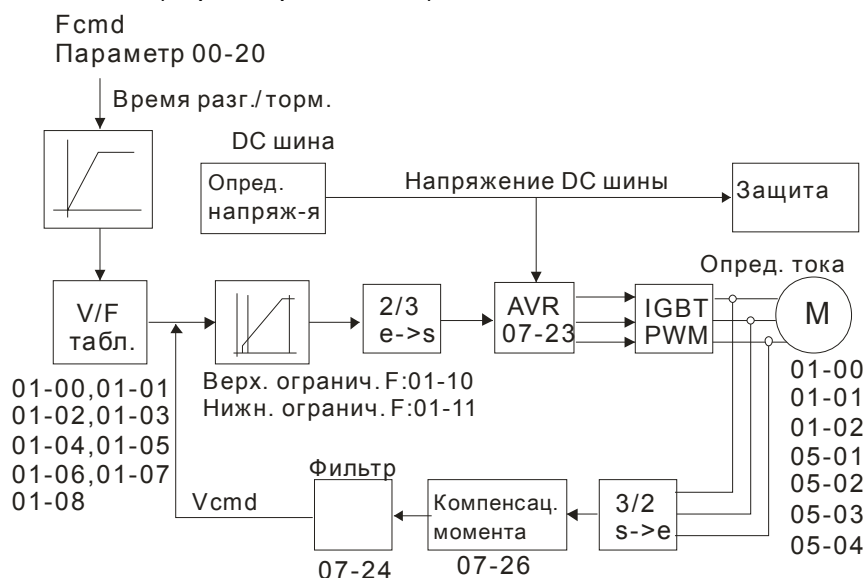 Fcmd
Параметр 00-20
Время разг./торм.
DC шина
Опред.
напряж-я
Напряжение DC шины
Защита
Опред. тока
V/F
табл.
2/3
e->s
AVR
07-23
IGBT
PWM
M
01-00,01-01
01-02,01-03
01-04,01-05
01-06,01-07
01-08
Верх. огранич. F:01-10
Нижн. огранич. F:01-11
01-00
01-01
01-02
05-01
05-02
05-03
05-04
Фильтр
Vcmd
Компенсац.
момента
3/2
s->e
07-24
07-26